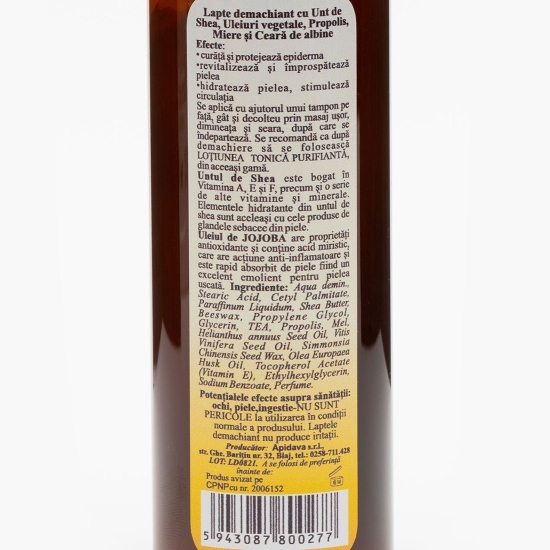 Lapte demachiant cu Unt de
Shea, Uleiuri vegetale, Propolis,
Miere și Ceară de albine
Efecte:
•curăță și protejează epiderma
•revitalizează și împrospătează
pielea
•hidratează pielea, stimulează
circulația
Se aplică cu ajutorul unui tampon pe
față, gât și decolteu prin masaj ușor,
dimineața și seara, după care se
îndepartează. Se recomandă ca după
demachiere să se folosească
LOȚIUNEA TONICĂ PURIFIANTĂ,
din aceeași gamă.
Untul de Shea este bogat în
Vitamina A, E și F, precum și o serie
de alte vitamine și minerale.
Elementele hidratante din untul de
shea sunt aceleași cu cele produse de
glandele sebacee din piele.
Uleiul de JOJOBA are proprietăți
antioxidante și conține acid miristic,
care are acțiune anti-inflamatoare și
este rapid absorbit de piele fiind un
excelent emolient pentru pielea
uscată. Ingrediente: Aqua demin.,
Stearic Acid, Cetyl Palmitate,
Paraffinum Liquidum, Shea Butter,
Beeswax, Propylene Glycol,
Glycerin, TEA, Propolis, Mel,
Helianthus annuus Seed Oil, Vitis
Vinifera Seed Oil, Simmonsia
Chinensis Seed Wax, Olea Europaea
Husk Oil, Tocopherol Acetate
(Vitamin E), Ethylhexylglycerin,
Sodium Benzoate, Perfume.
Potențialele efecte asupra sănătății:
ochi, piele,ingestie-NU SUNT
PERICOLE la utilizarea în condiții
normale a produsului. Laptele
demachiant nu produce iritații.
Producător: Apidava s.r.l.,
str. Ghe. Barițiu nr. 32, Blaj, tel.: 0258-711.428
LOT: LD0821. A se folosi de preferință
înainte de:
Produs avizat pe
CPNP cu nr. 2006152
5 943087 800277